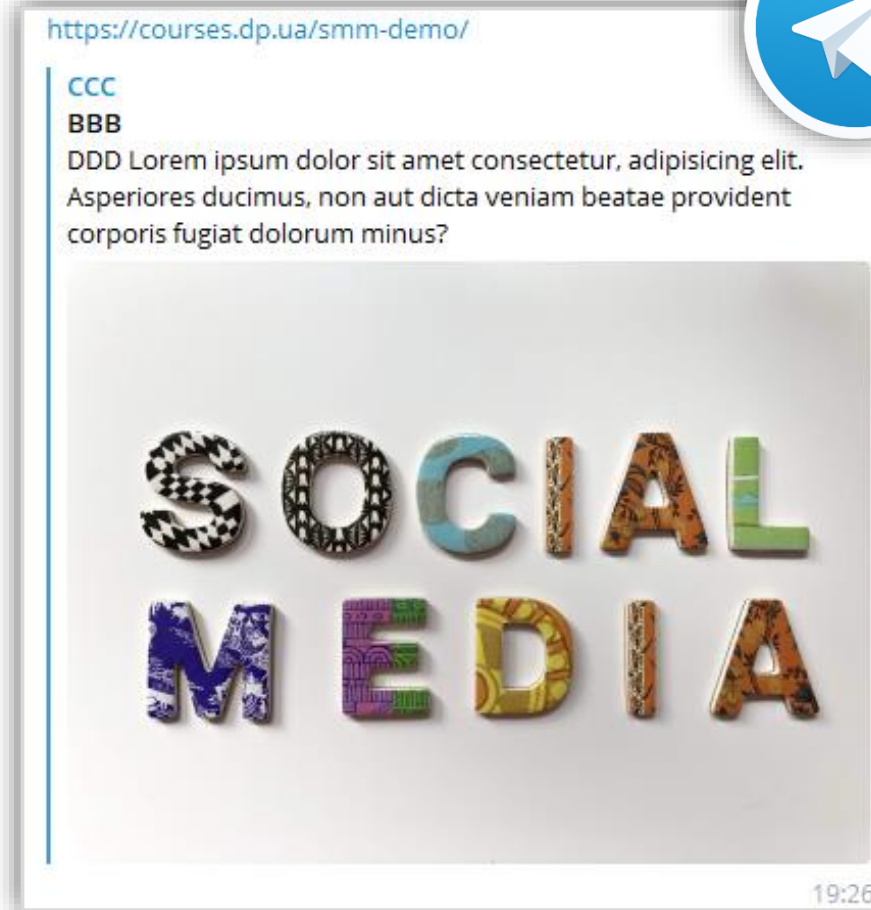 https://courses.dp.ua/smm-demo/
CCC
BBB
DDD Lorem ipsum dolor sit amet consectetur, adipisicing elit.
Asperiores ducimus, non aut dicta veniam beatae provident
corporis fugiat dolorum minus?
SOCIAL
MEDIA
19:26